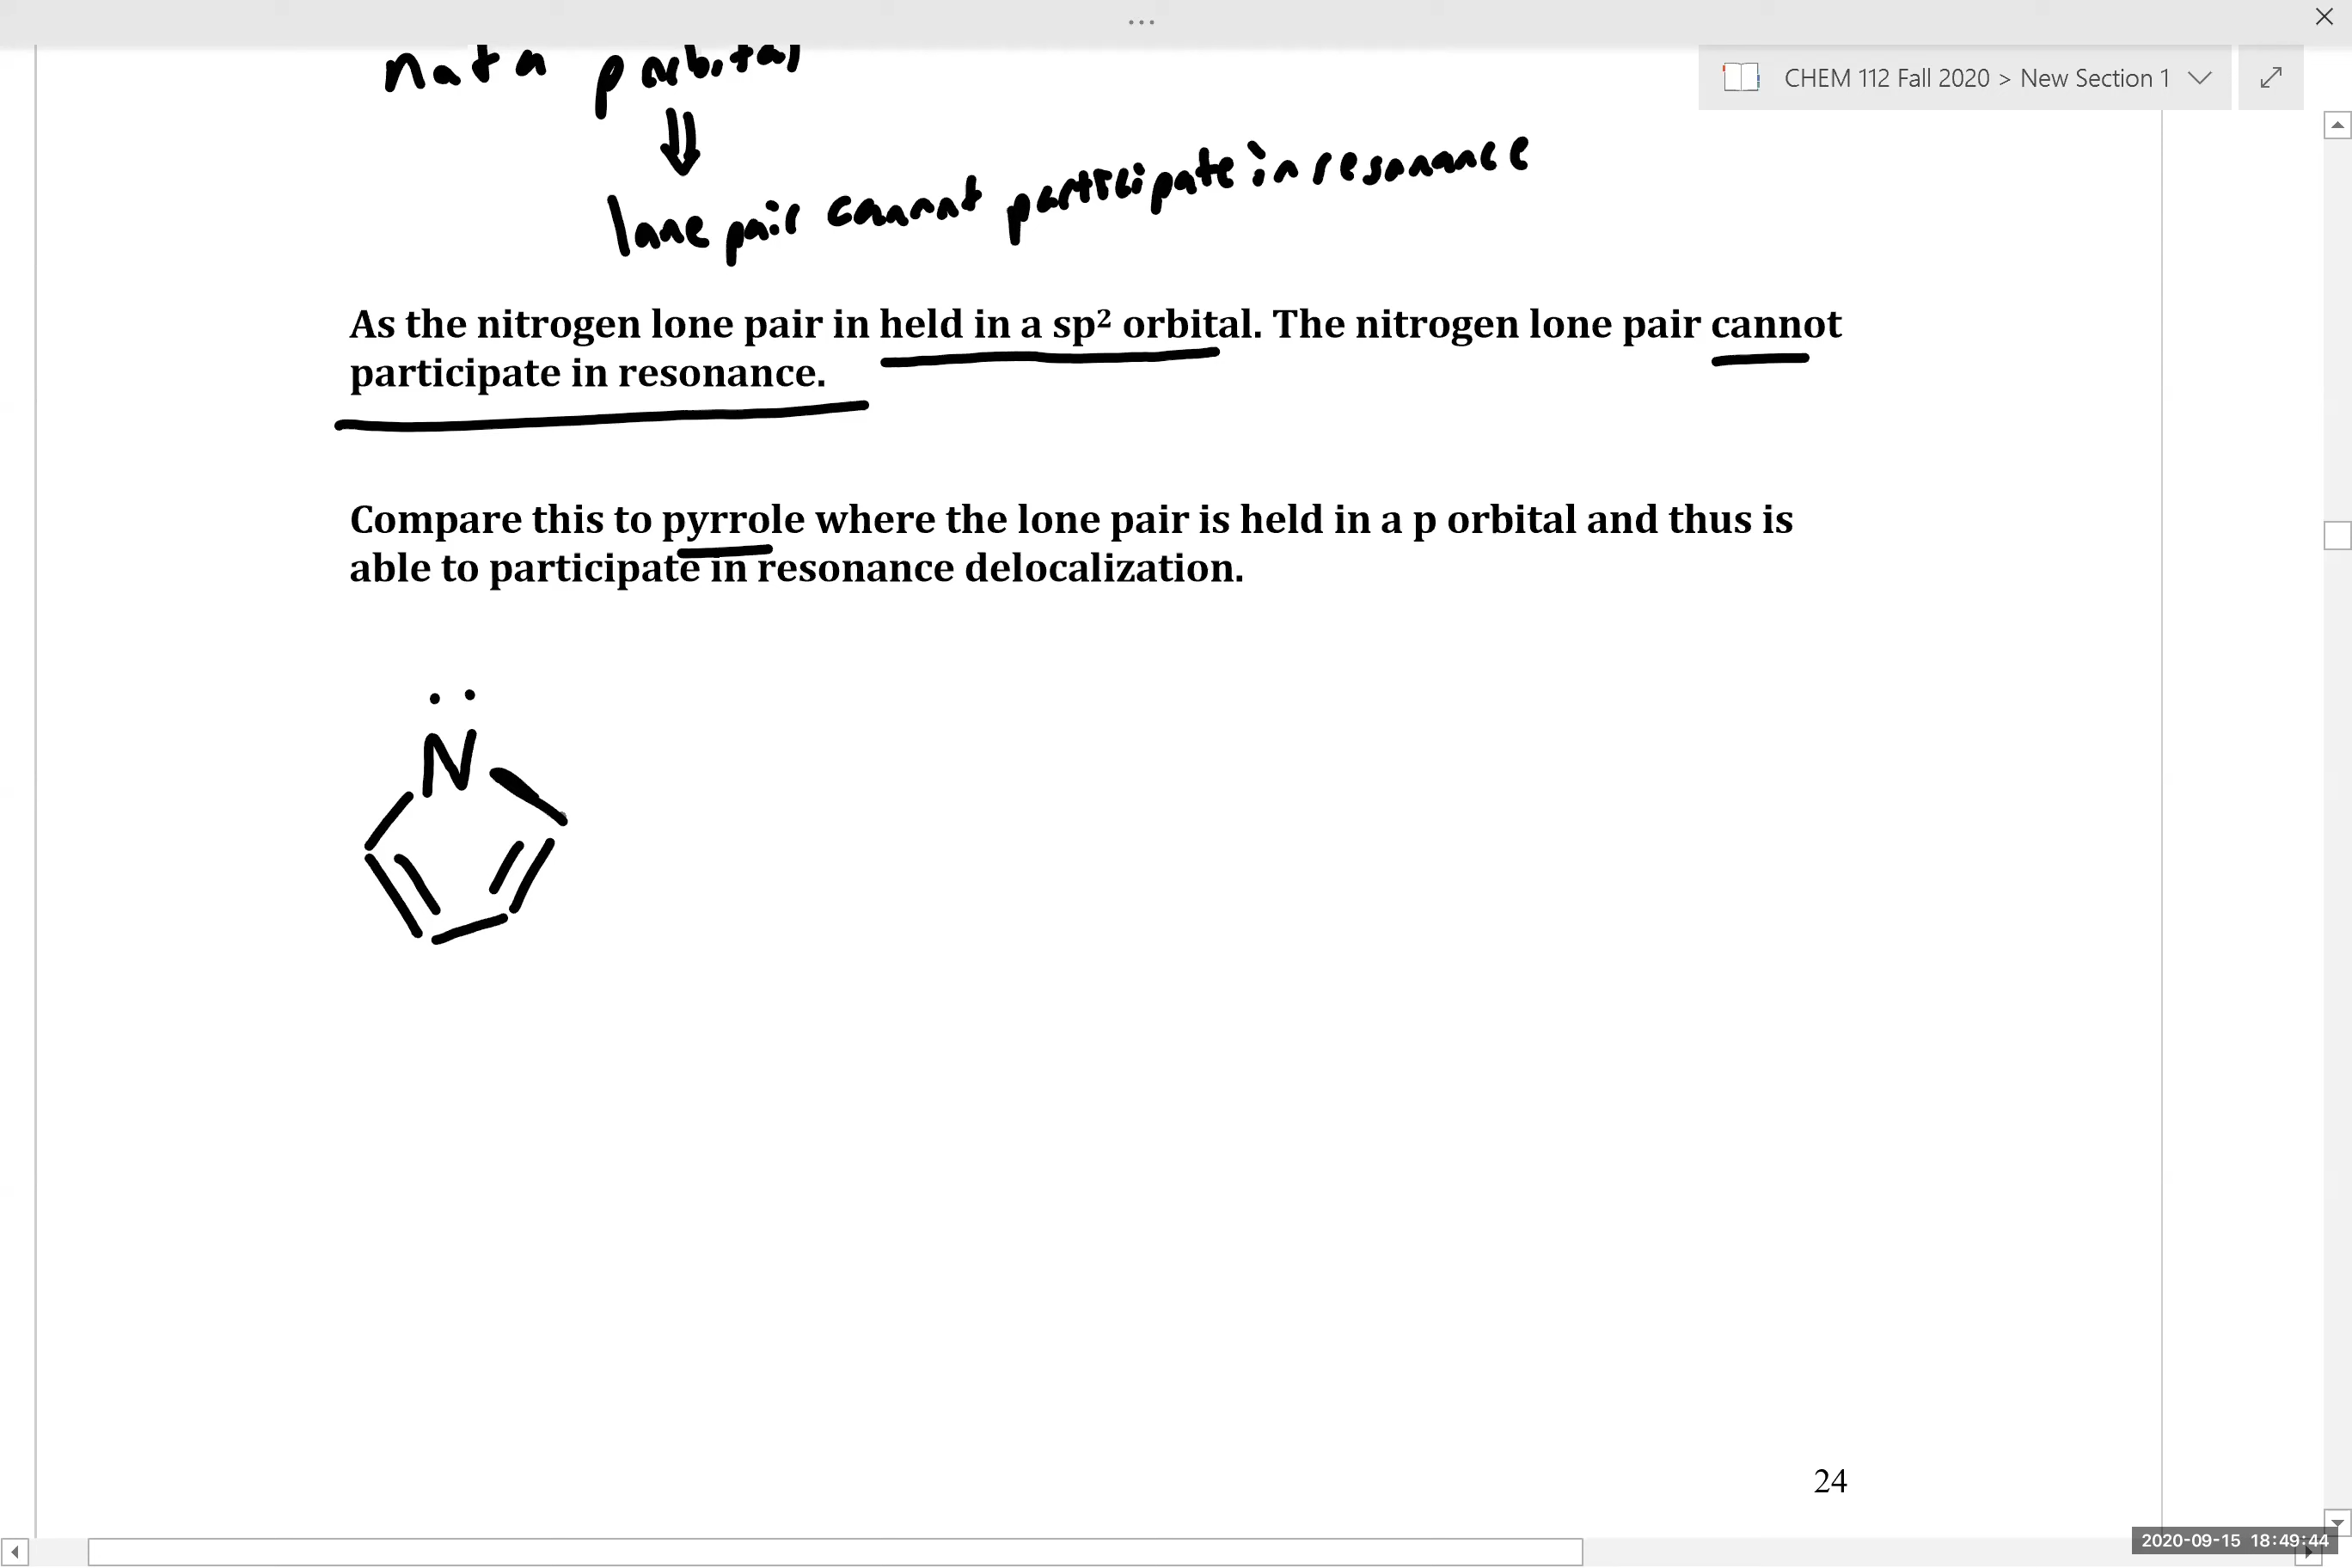 ...
CHEM 112 Fall 2020 > New Section 1
not a p orbital
lone pair cannot participate in resonance
As the nitrogen lone pair in held in a sp² orbital. The nitrogen lone pair cannot
participate in resonance.
Compare this to pyrrole where the lone pair is held in a p orbital and thus is
able to participate in resonance delocalization.
N
24
2020-09-15 18:49:44